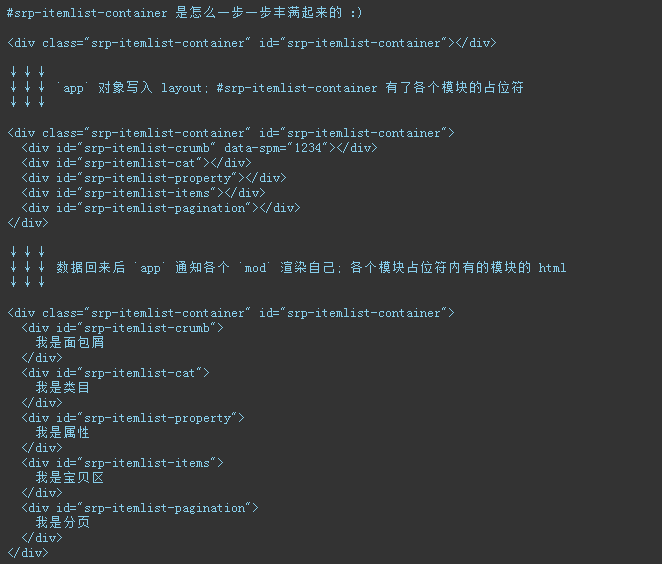 #srp-itemlist-container 是怎么一步一步丰满起来的 :)
<div class="srp-itemlist-container" id="srp-itemlist-container"></div>
↓↓↓
↓↓↓ `app` 对象写入 layout; #srp-itemlist-container 有了各个模块的占位符
↓↓↓
<div class="srp-itemlist-container" id="srp-itemlist-container">
  <div id="srp-itemlist-crumb" data-spm="1234"></div>
  <div id="srp-itemlist-cat"></div>
  <div id="srp-itemlist-property"></div>
  <div id="srp-itemlist-items"></div>
  <div id="srp-itemlist-pagination"></div>
</div>
↓↓↓
↓↓↓ 数据回来后 `app` 通知各个 `mod` 渲染自己; 各个模块占位符内有的模块的 html
↓↓↓
<div class="srp-itemlist-container" id="srp-itemlist-container">
  <div id="srp-itemlist-crumb">
    我是面包屑
  </div>
  <div id="srp-itemlist-cat">
    我是类目
  </div>
  <div id="srp-itemlist-property">
    我是属性
  </div>
  <div id="srp-itemlist-items">
    我是宝贝区
  </div>
  <div id="srp-itemlist-pagination">
    我是分页
  </div>
</div>